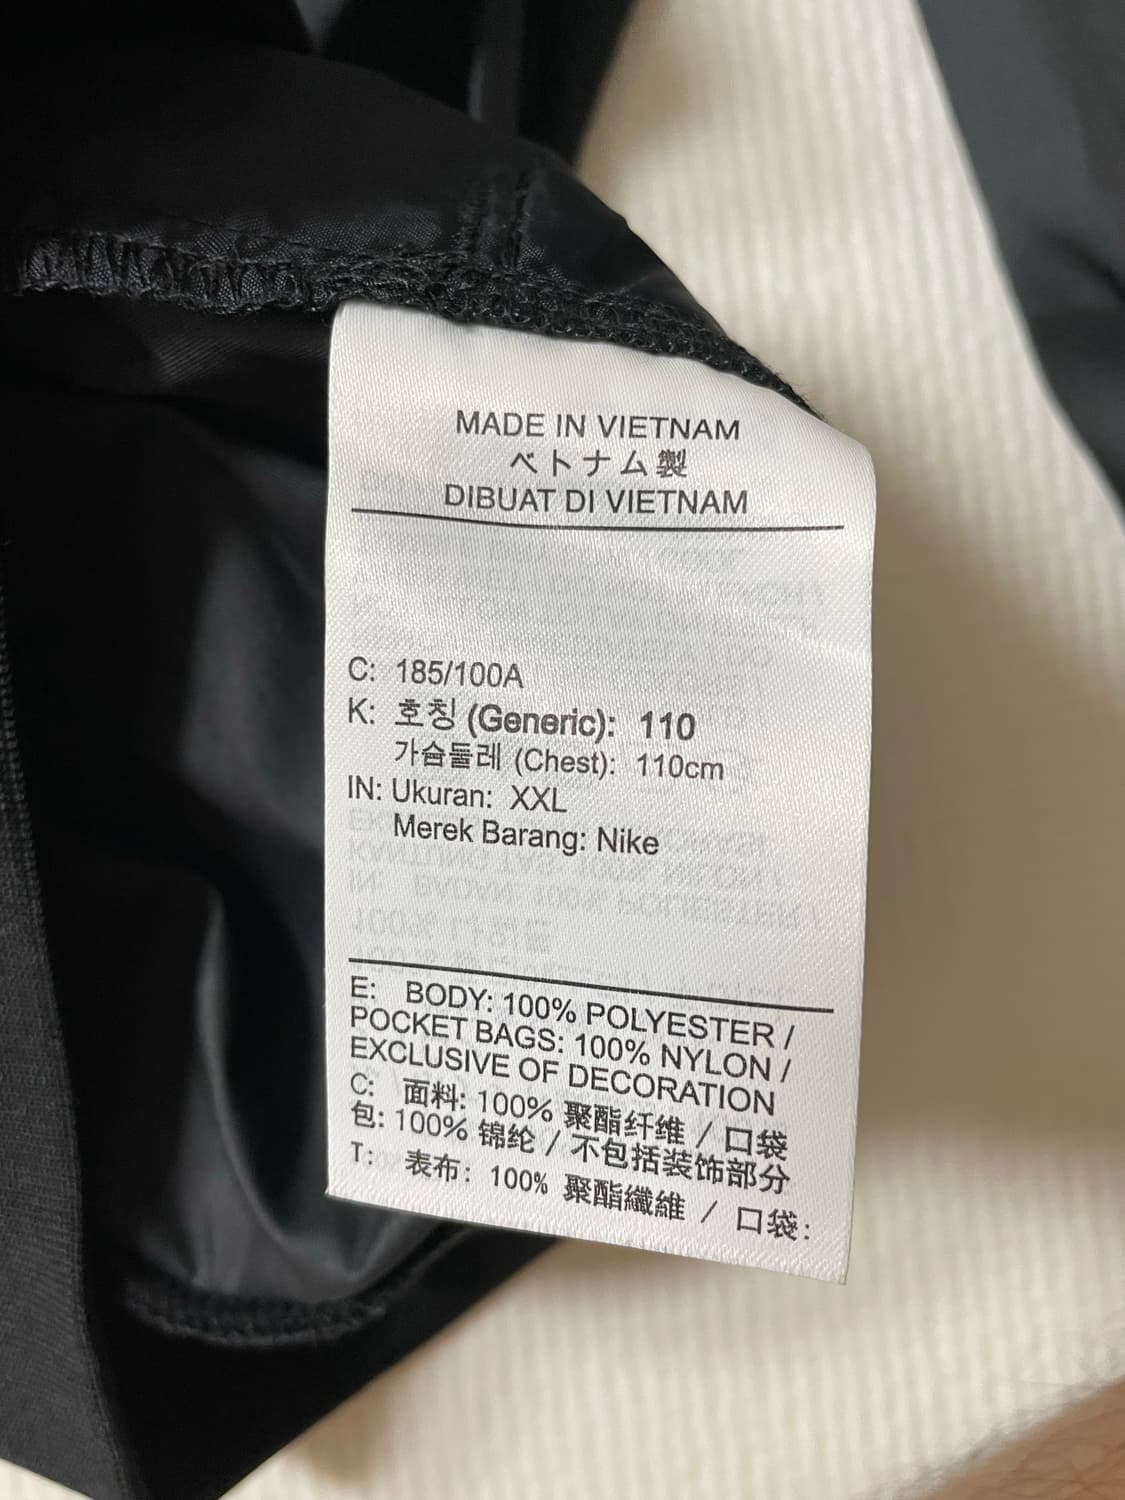 MADE IN VIETNAM
ベトナム製
DIBUAT DI VIETNAM
C: 185/100A
K: 호칭 (Generic): 110
가슴둘레 (Chest): 110cm
IN: Ukuran: XXL
Merek Barang: Nike
E: BODY: 100% POLYESTER /
POCKET BAGS: 100% NYLON /
EXCLUSIVE OF DECORATION
C: 面料: 100% 聚酯纤维 / 口袋
包: 100% 锦纶 / 不包括装饰部分
T: 表布: 100% 聚酯纖維 / 口袋: